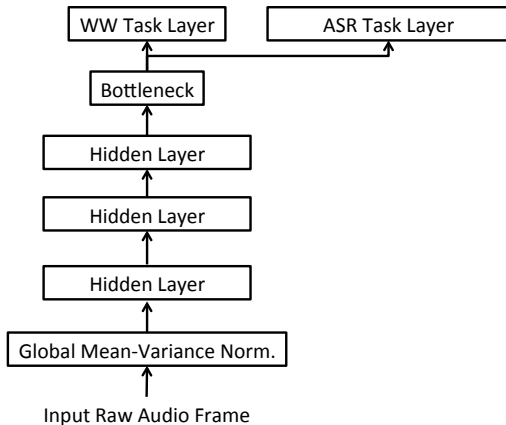 WW Task Layer
ASR Task Layer
Bottleneck
Hidden Layer
Hidden Layer
Hidden Layer
Global Mean-Variance Norm.
Input Raw Audio Frame